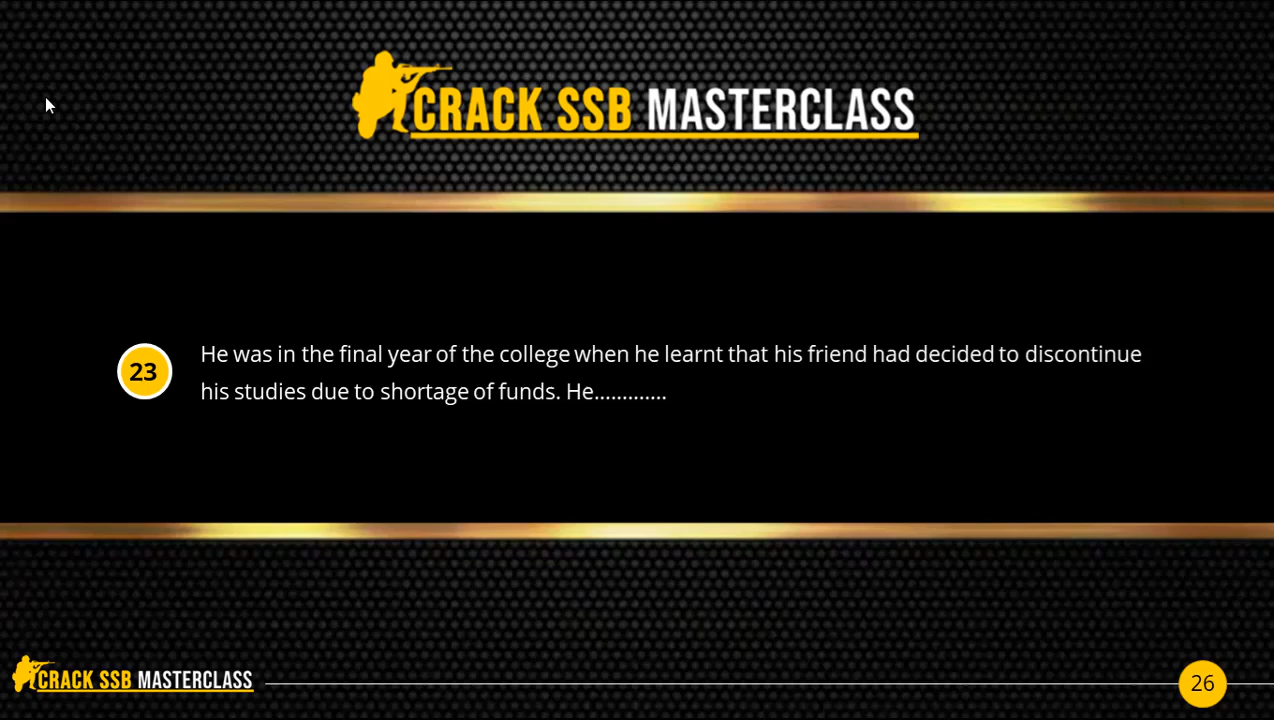 CRACK SSB MASTERCLASS
23
He was in the final year of the college when he learnt that his friend had decided to discontinue
his studies due to shortage of funds. He.............
CRACK SSB MASTERCLASS
26